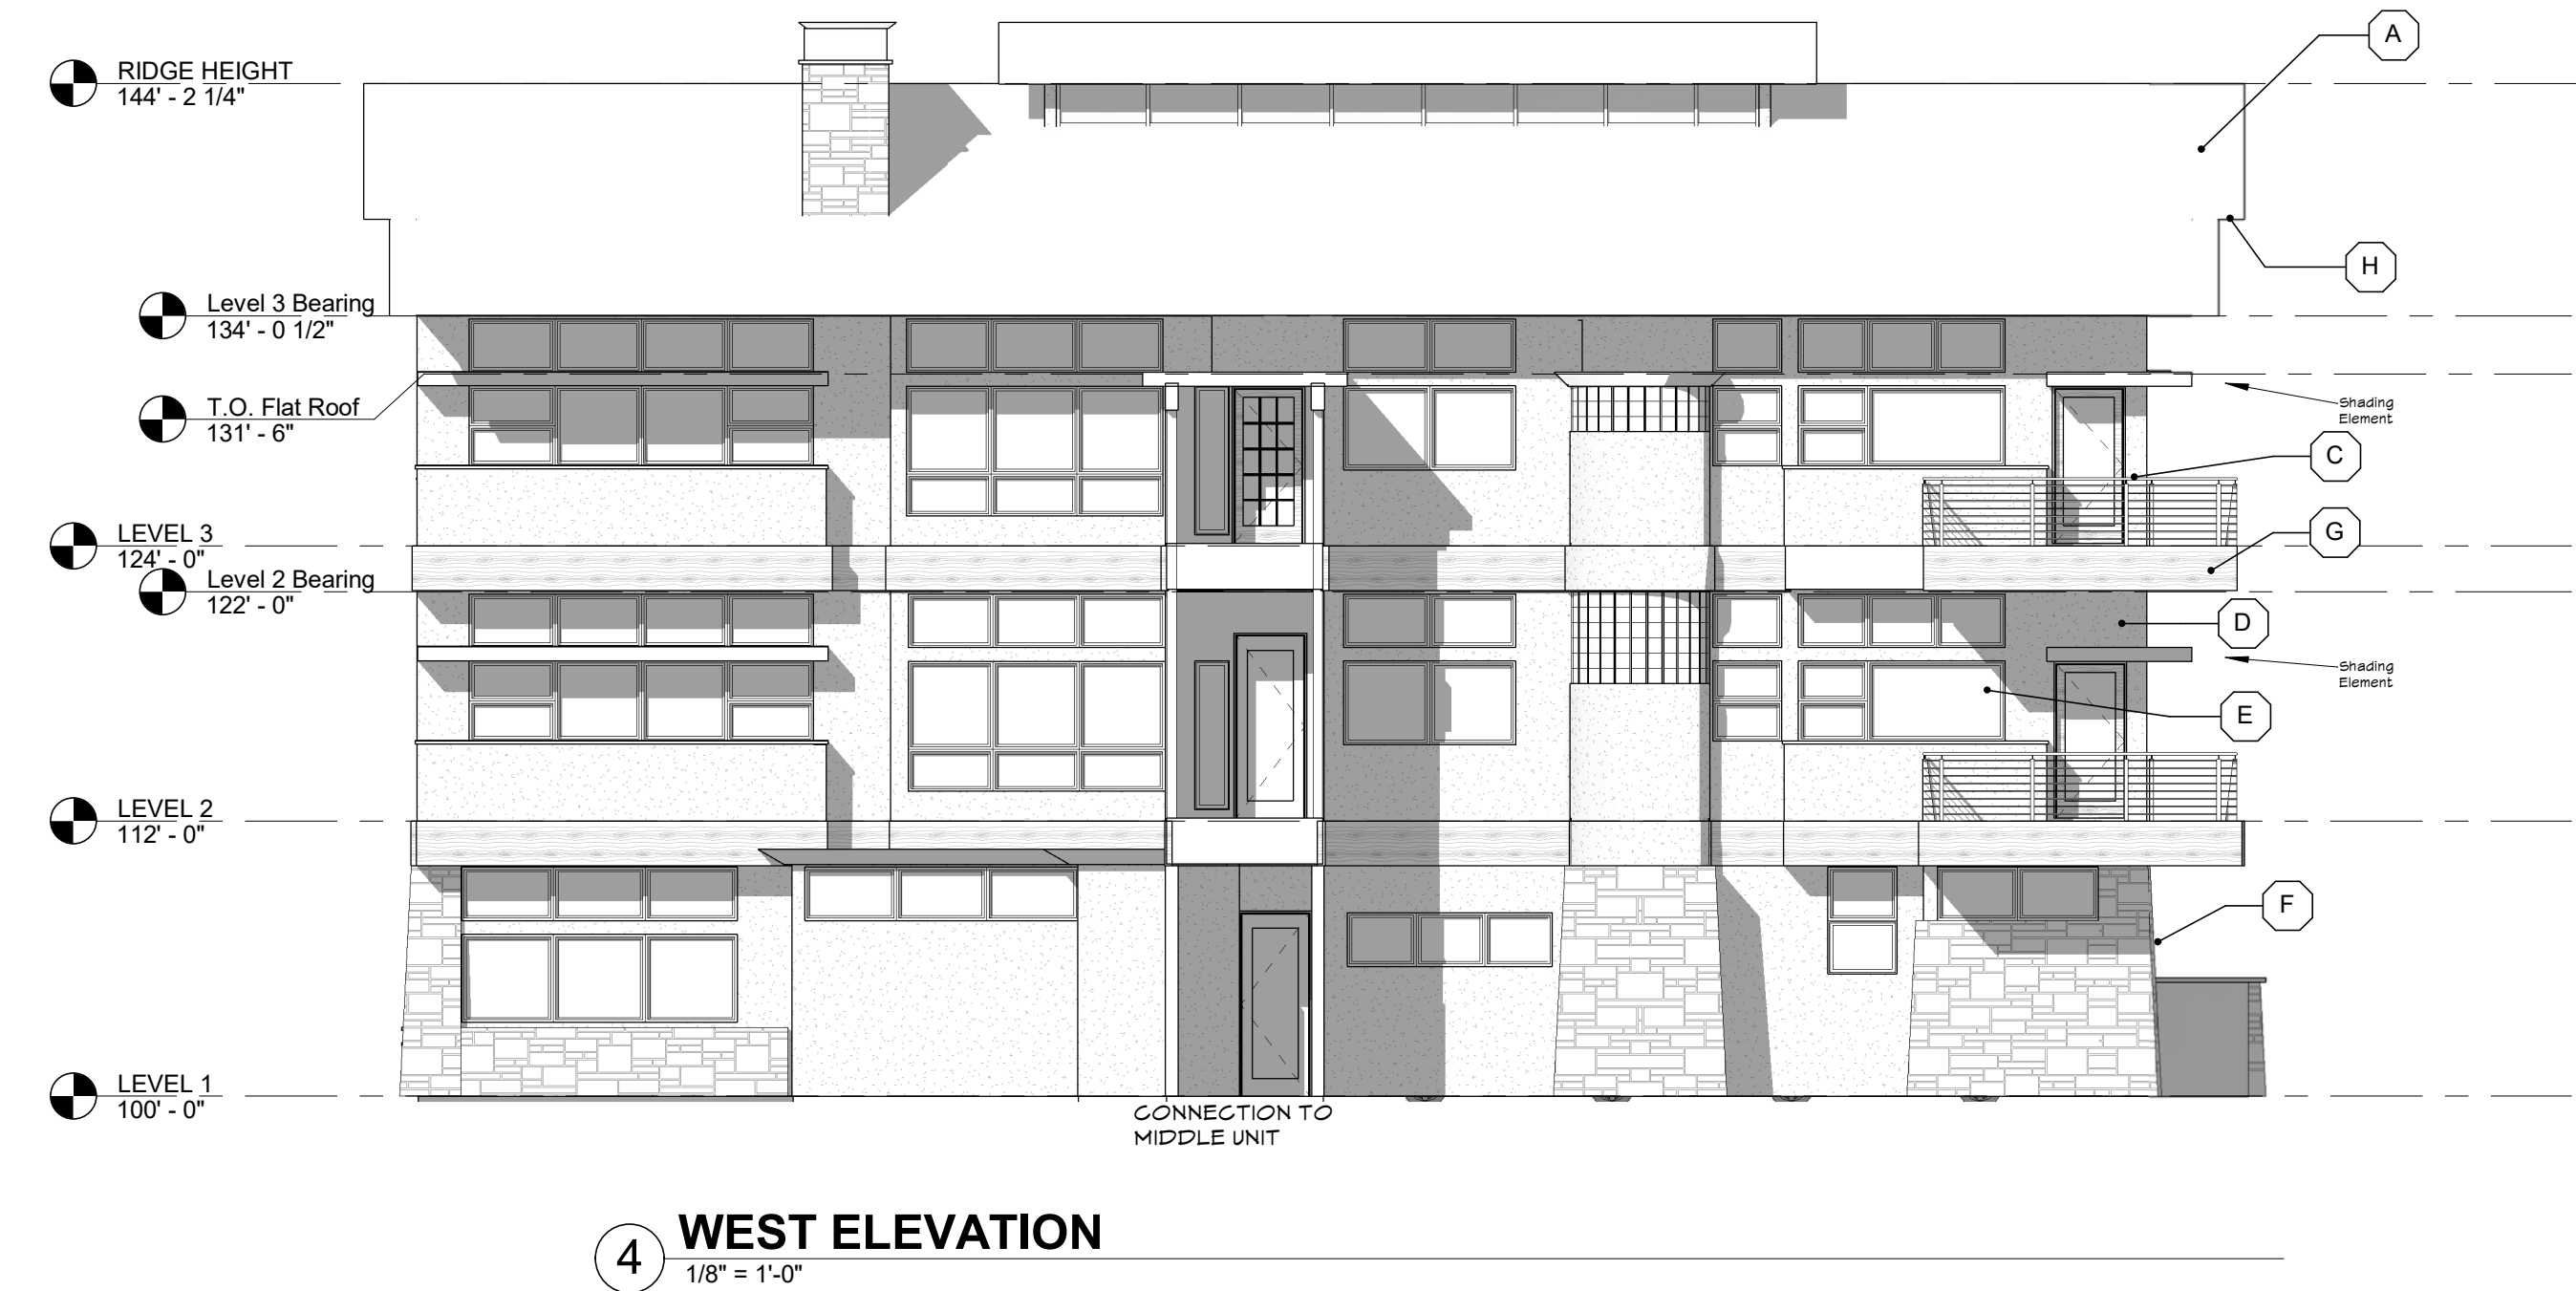 RIDGE HEIGHT
144' - 2 1/4"
A
H
Level 3 Bearing
134' - 0 1/2"
T.O. Flat Roof
131' - 6"
Shading
Element
C
LEVEL 3
124' - 0"
G
Level 2 Bearing
122' - 0"
D
Shading
Element
E
LEVEL 2
112' - 0"
F
LEVEL 1
100' - 0"
CONNECTION TO
MIDDLE UNIT
4
WEST ELEVATION
1/8" = 1'-0"